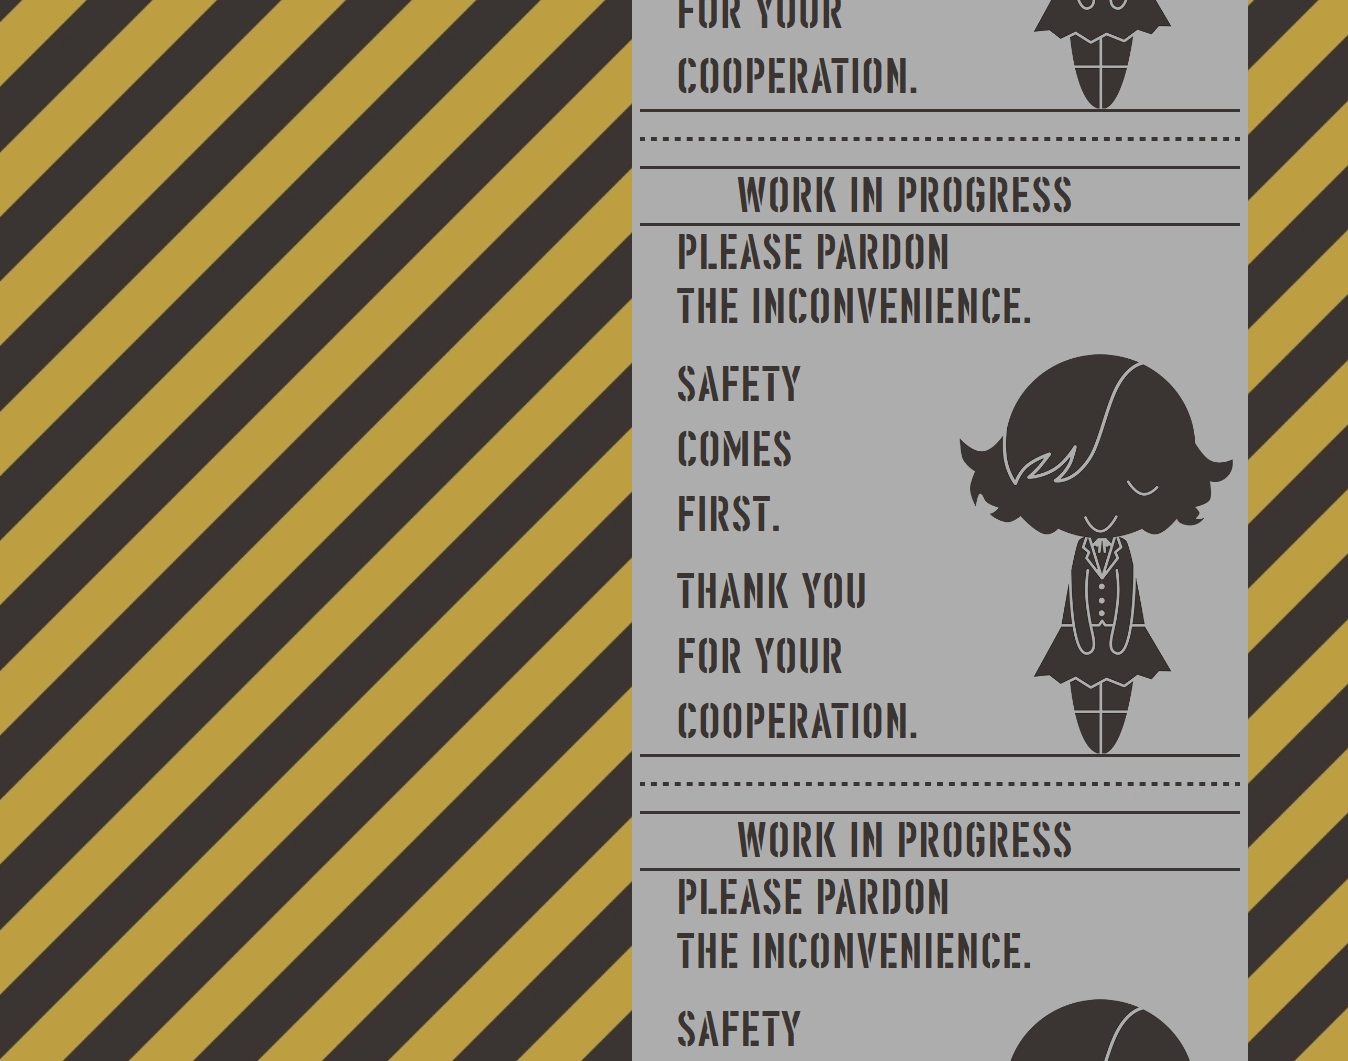 FOR YOUR
COOPERATION.
WORK IN PROGRESS
PLEASE PARDON
THE INCONVENIENCE.
SAFETY
COMES
FIRST.
THANK YOU
FOR YOUR
COOPERATION.
WORK IN PROGRESS
PLEASE PARDON
THE INCONVENIENCE.
SAFETY